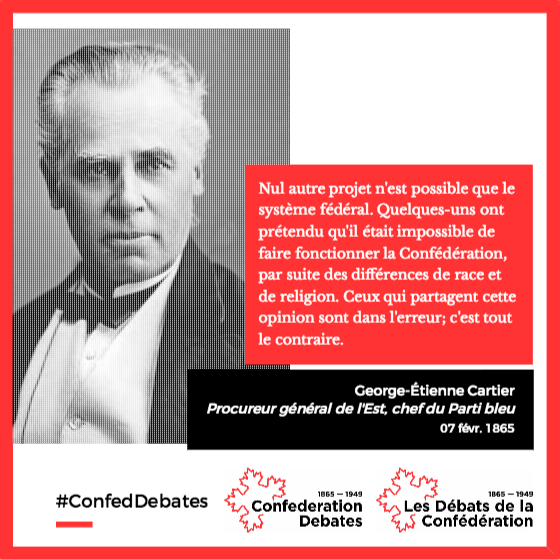 Nul autre projet n'est possible que le
système fédéral. Quelques-uns ont
prétendu qu'il était impossible de
faire fonctionner la Confédération,
par suite des différences de race et
de religion. Ceux qui partagent cette
opinion sont dans l'erreur; c'est tout
le contraire.
George-Étienne Cartier
Procureur général de l'Est, chef du Parti bleu
07 févr. 1865
#ConfedDebates
1865 — 1949
Confederation
Debates
1865 — 1949
Les Débats de la
Confédération